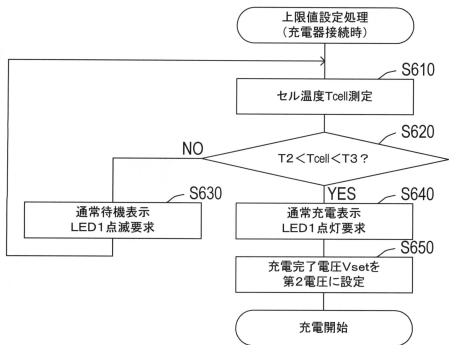 上限値設定処理
(充電器接続時)
S610
セル温度Tcell測定
S620
T2<Tcell<T3?
NO
YES
S630
通常待機表示
LED1点滅要求
S640
通常充電表示
LED1点灯要求
S650
充電完了電圧Vsetを
第2電圧に設定
充電開始